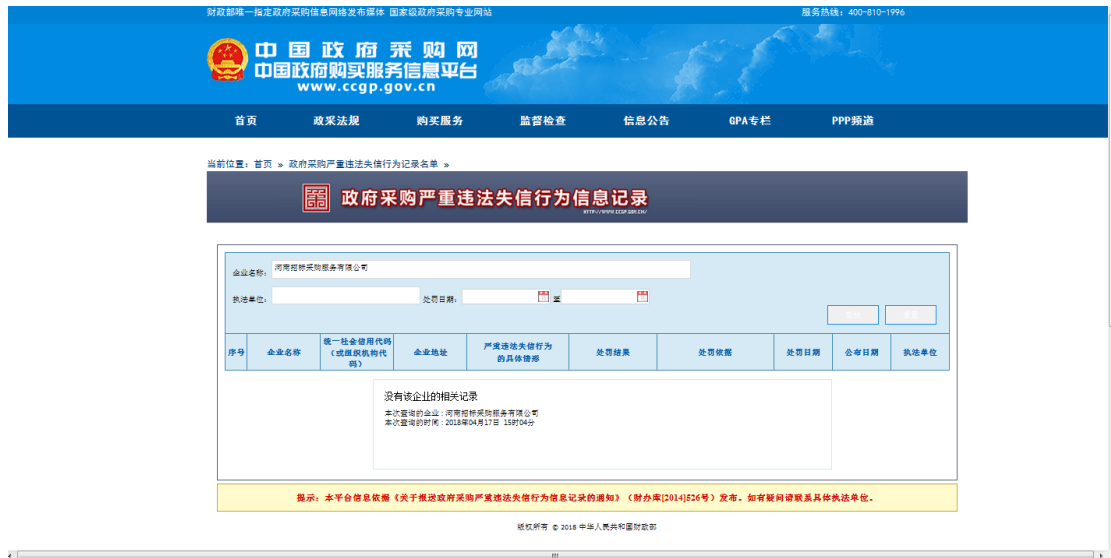 财政部唯一指定政府采购信息网络发布媒体 国家级政府采购专业网站
服务热线：400-810-1996
中国政府采购网
中国政府购买服务信息平台
www.ccgp.gov.cn
首页 政采法规 购买服务 监督检查 信息公告 GPA专栏 PPP频道
当前位置：首页 » 政府采购严重违法失信行为记录名单 »
政府采购严重违法失信行为信息记录
HTTP://WWW.CCGP.GOV.CN/
企业名称： 河南招标采购服务有限公司
执法单位： 处罚日期： 至
序号 企业名称 统一社会信用代码（或组织机构代码） 企业地址 严重违法失信行为的具体情形 处罚结果 处罚依据 处罚日期 公布日期 执法单位
没有该企业的相关记录
本次查询的企业：河南招标采购服务有限公司
本次查询的时间：2018年04月17日 15时04分
提示：本平台信息依据《关于报送政府采购严重违法失信行为信息记录的通知》（财办库[2014]526号）发布。如有疑问请联系具体执法单位。
版权所有 © 2018 中华人民共和国财政部